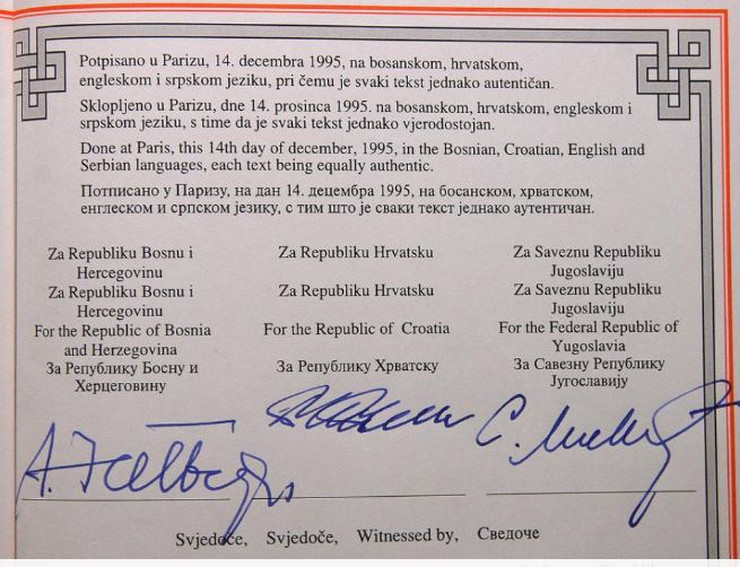 Potpisano u Parizu, 14. decembra 1995, na bosanskom, hrvatskom,
engleskom i srpskom jeziku, pri čemu je svaki tekst jednako autentičan.
Sklopljeno u Parizu, dne 14. prosinca 1995. na bosanskom, hrvatskom, engleskom i
srpskom jeziku, s time da je svaki tekst jednako vjerodostojan.
Done at Paris, this 14th day of december, 1995, in the Bosnian, Croatian, English and
Serbian languages, each text being equally authentic.
Потписано у Паризу, на дан 14. децембра 1995, на босанском, хрватском,
енглеском и српском језику, с тим што је сваки текст једнако аутентичан.
Za Republiku Bosnu i
Hercegovinu
Za Republiku Bosnu i
Hercegovinu
For the Republic of Bosnia
and Herzegovina
За Републику Босну и
Херцеговину
Za Republiku Hrvatsku
Za Republiku Hrvatsku
For the Republic of Croatia
За Републику Хрватску
Za Saveznu Republiku
Jugoslaviju
Za Saveznu Republiku
Jugoslaviju
For the Federal Republic of
Yugoslavia
За Савезну Републику
Југославију
Svjedoče, Svjedoče, Witnessed by, Сведоче